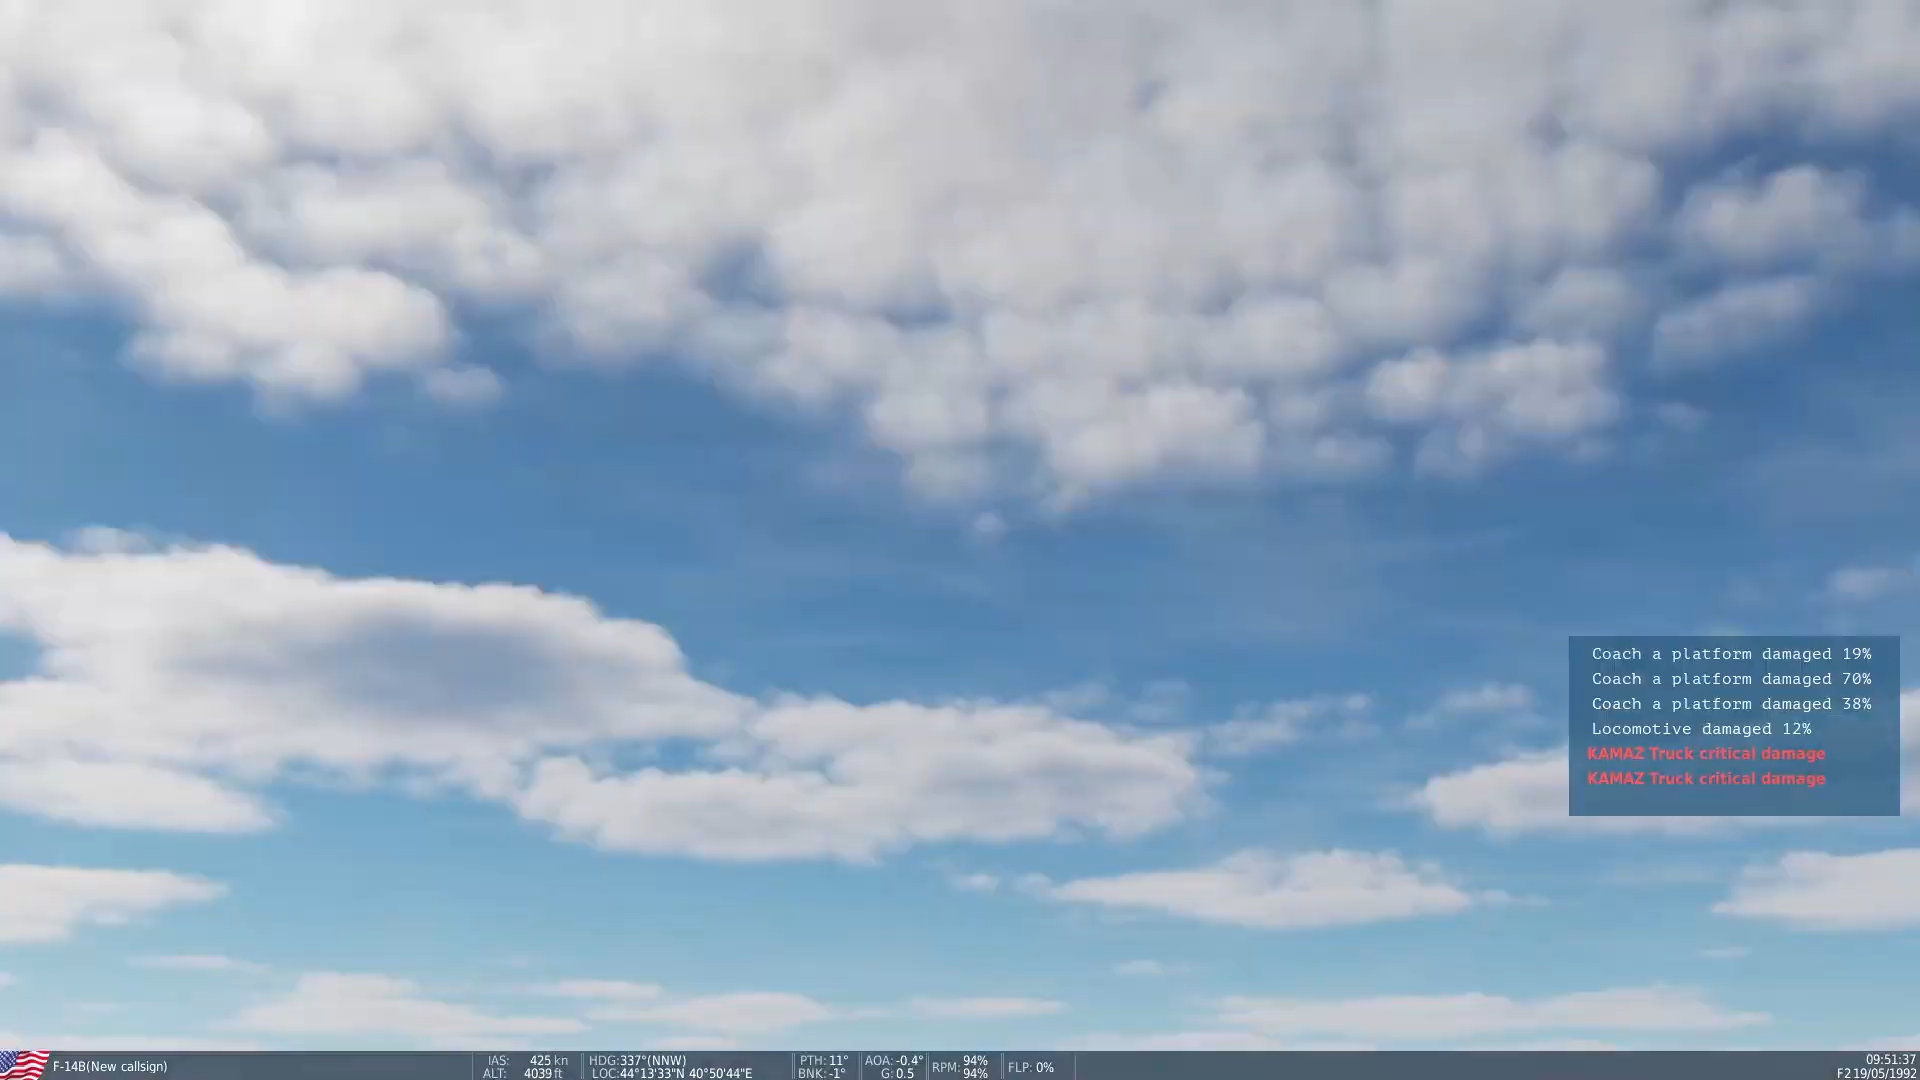 Coach a platform damaged 19%
Coach a platform damaged 70%
Coach a platform damaged 38%
Locomotive damaged 12%
KAMAZ Truck critical damage
KAMAZ Truck critical damage
F-14B(New callsign)
IAS: 425 kn
ALT: 4039 ft
HDG:337°(NNW)
LOC:44°13'33"N 40°50'44"E
PTH: 11°
BNK: -1°
AOA: -0.4°
G: 0.5
RPM: 94%
94%
FLP: 0%
09:51:37
F2 19/05/1992